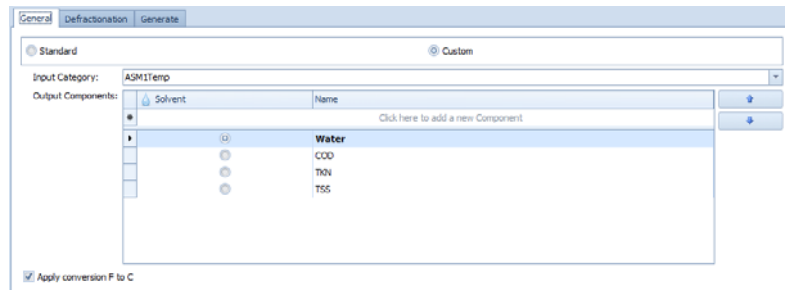 General Defractionation Generate
Standard Custom
Input Category: ASM1Temp
Output Components: Solvent Name
Click here to add a new Component
Water
COD
TKN
TSS
Apply conversion F to C